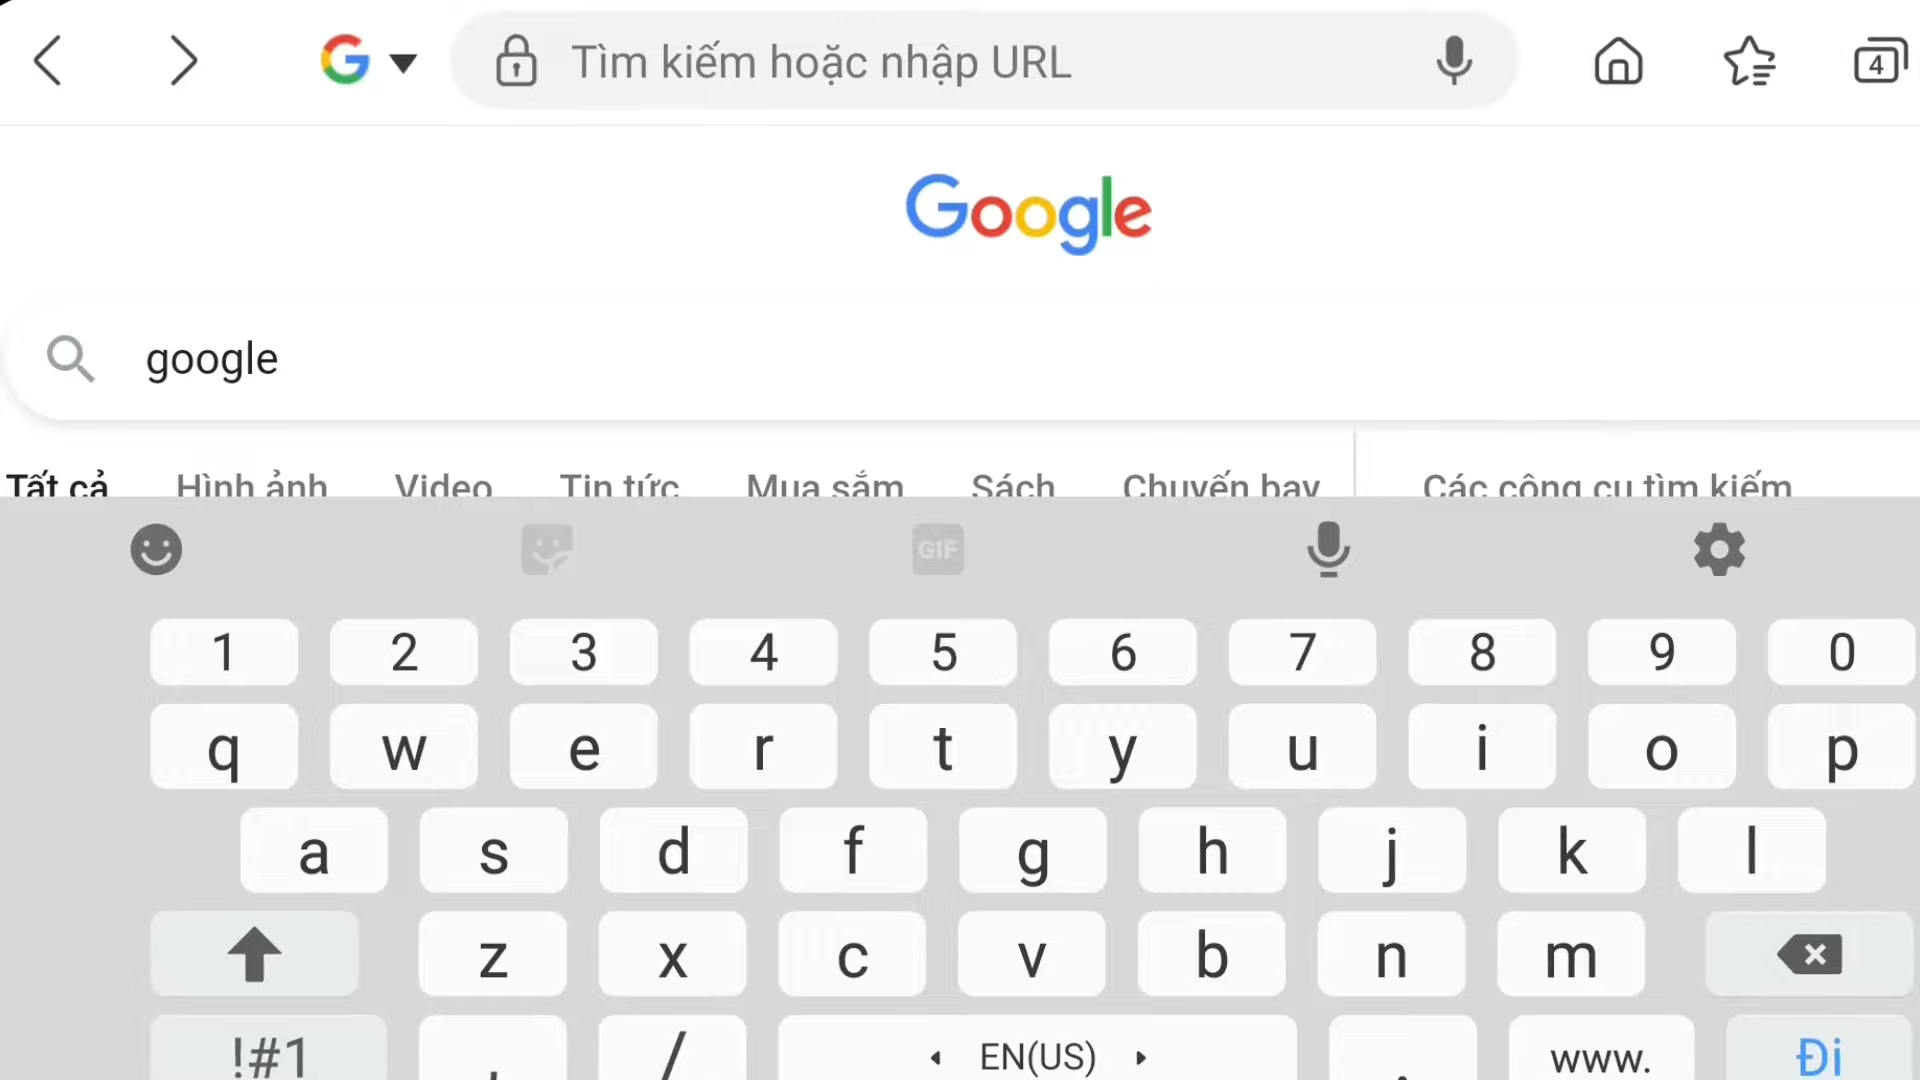 G Tìm kiếm hoặc nhập URL 4
Google
google
Tất cả Hình ảnh Video Tin tức Mua sắm Sách Chuyến bay Các công cụ tìm kiếm
GIF
1 2 3 4 5 6 7 8 9 0
q w e r t y u i o p
a s d f g h j k l
z x c v b n m
!#1 , / EN(US) . www. Đi